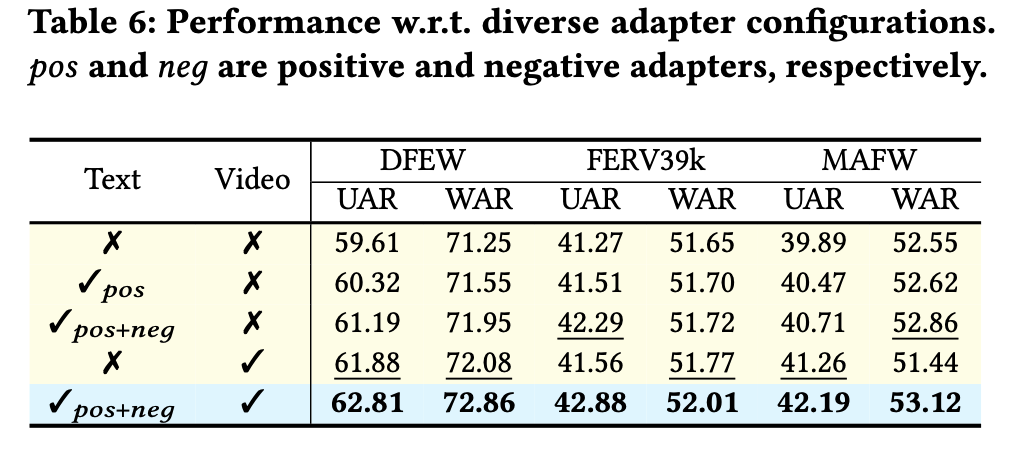 Table 6: Performance w.r.t. diverse adapter configurations.
pos and neg are positive and negative adapters, respectively.
Text Video DFEW FERV39k MAFW
UAR WAR UAR WAR UAR WAR
✗ ✗ 59.61 71.25 41.27 51.65 39.89 52.55
✓pos ✗ 60.32 71.55 41.51 51.70 40.47 52.62
✓pos+neg ✗ 61.19 71.95 42.29 51.72 40.71 52.86
✗ ✓ 61.88 72.08 41.56 51.77 41.26 51.44
✓pos+neg ✓ 62.81 72.86 42.88 52.01 42.19 53.12